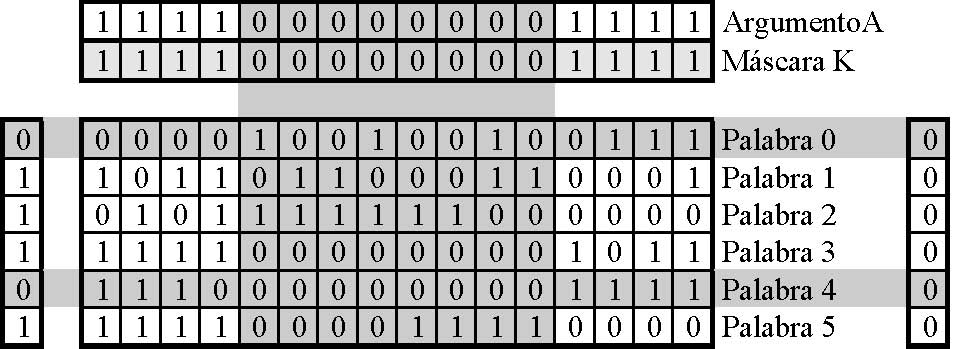 1 1 1 1 0 0 0 0 0 0 0 0 1 1 1 1 ArgumentoA
1 1 1 1 0 0 0 0 0 0 0 0 1 1 1 1 Máscara K
0 0 0 0 0 1 0 0 1 0 0 1 0 0 1 1 1 Palabra 0 0
1 1 0 1 1 0 1 1 0 0 0 1 1 0 0 0 1 Palabra 1 0
1 0 1 0 1 1 1 1 1 1 1 0 0 0 0 0 0 Palabra 2 0
1 1 1 1 1 0 0 0 0 0 0 0 0 1 0 1 1 Palabra 3 0
0 1 1 1 0 0 0 0 0 0 0 0 0 1 1 1 1 Palabra 4 0
1 1 1 1 1 0 0 0 0 1 1 1 1 0 0 0 0 Palabra 5 0